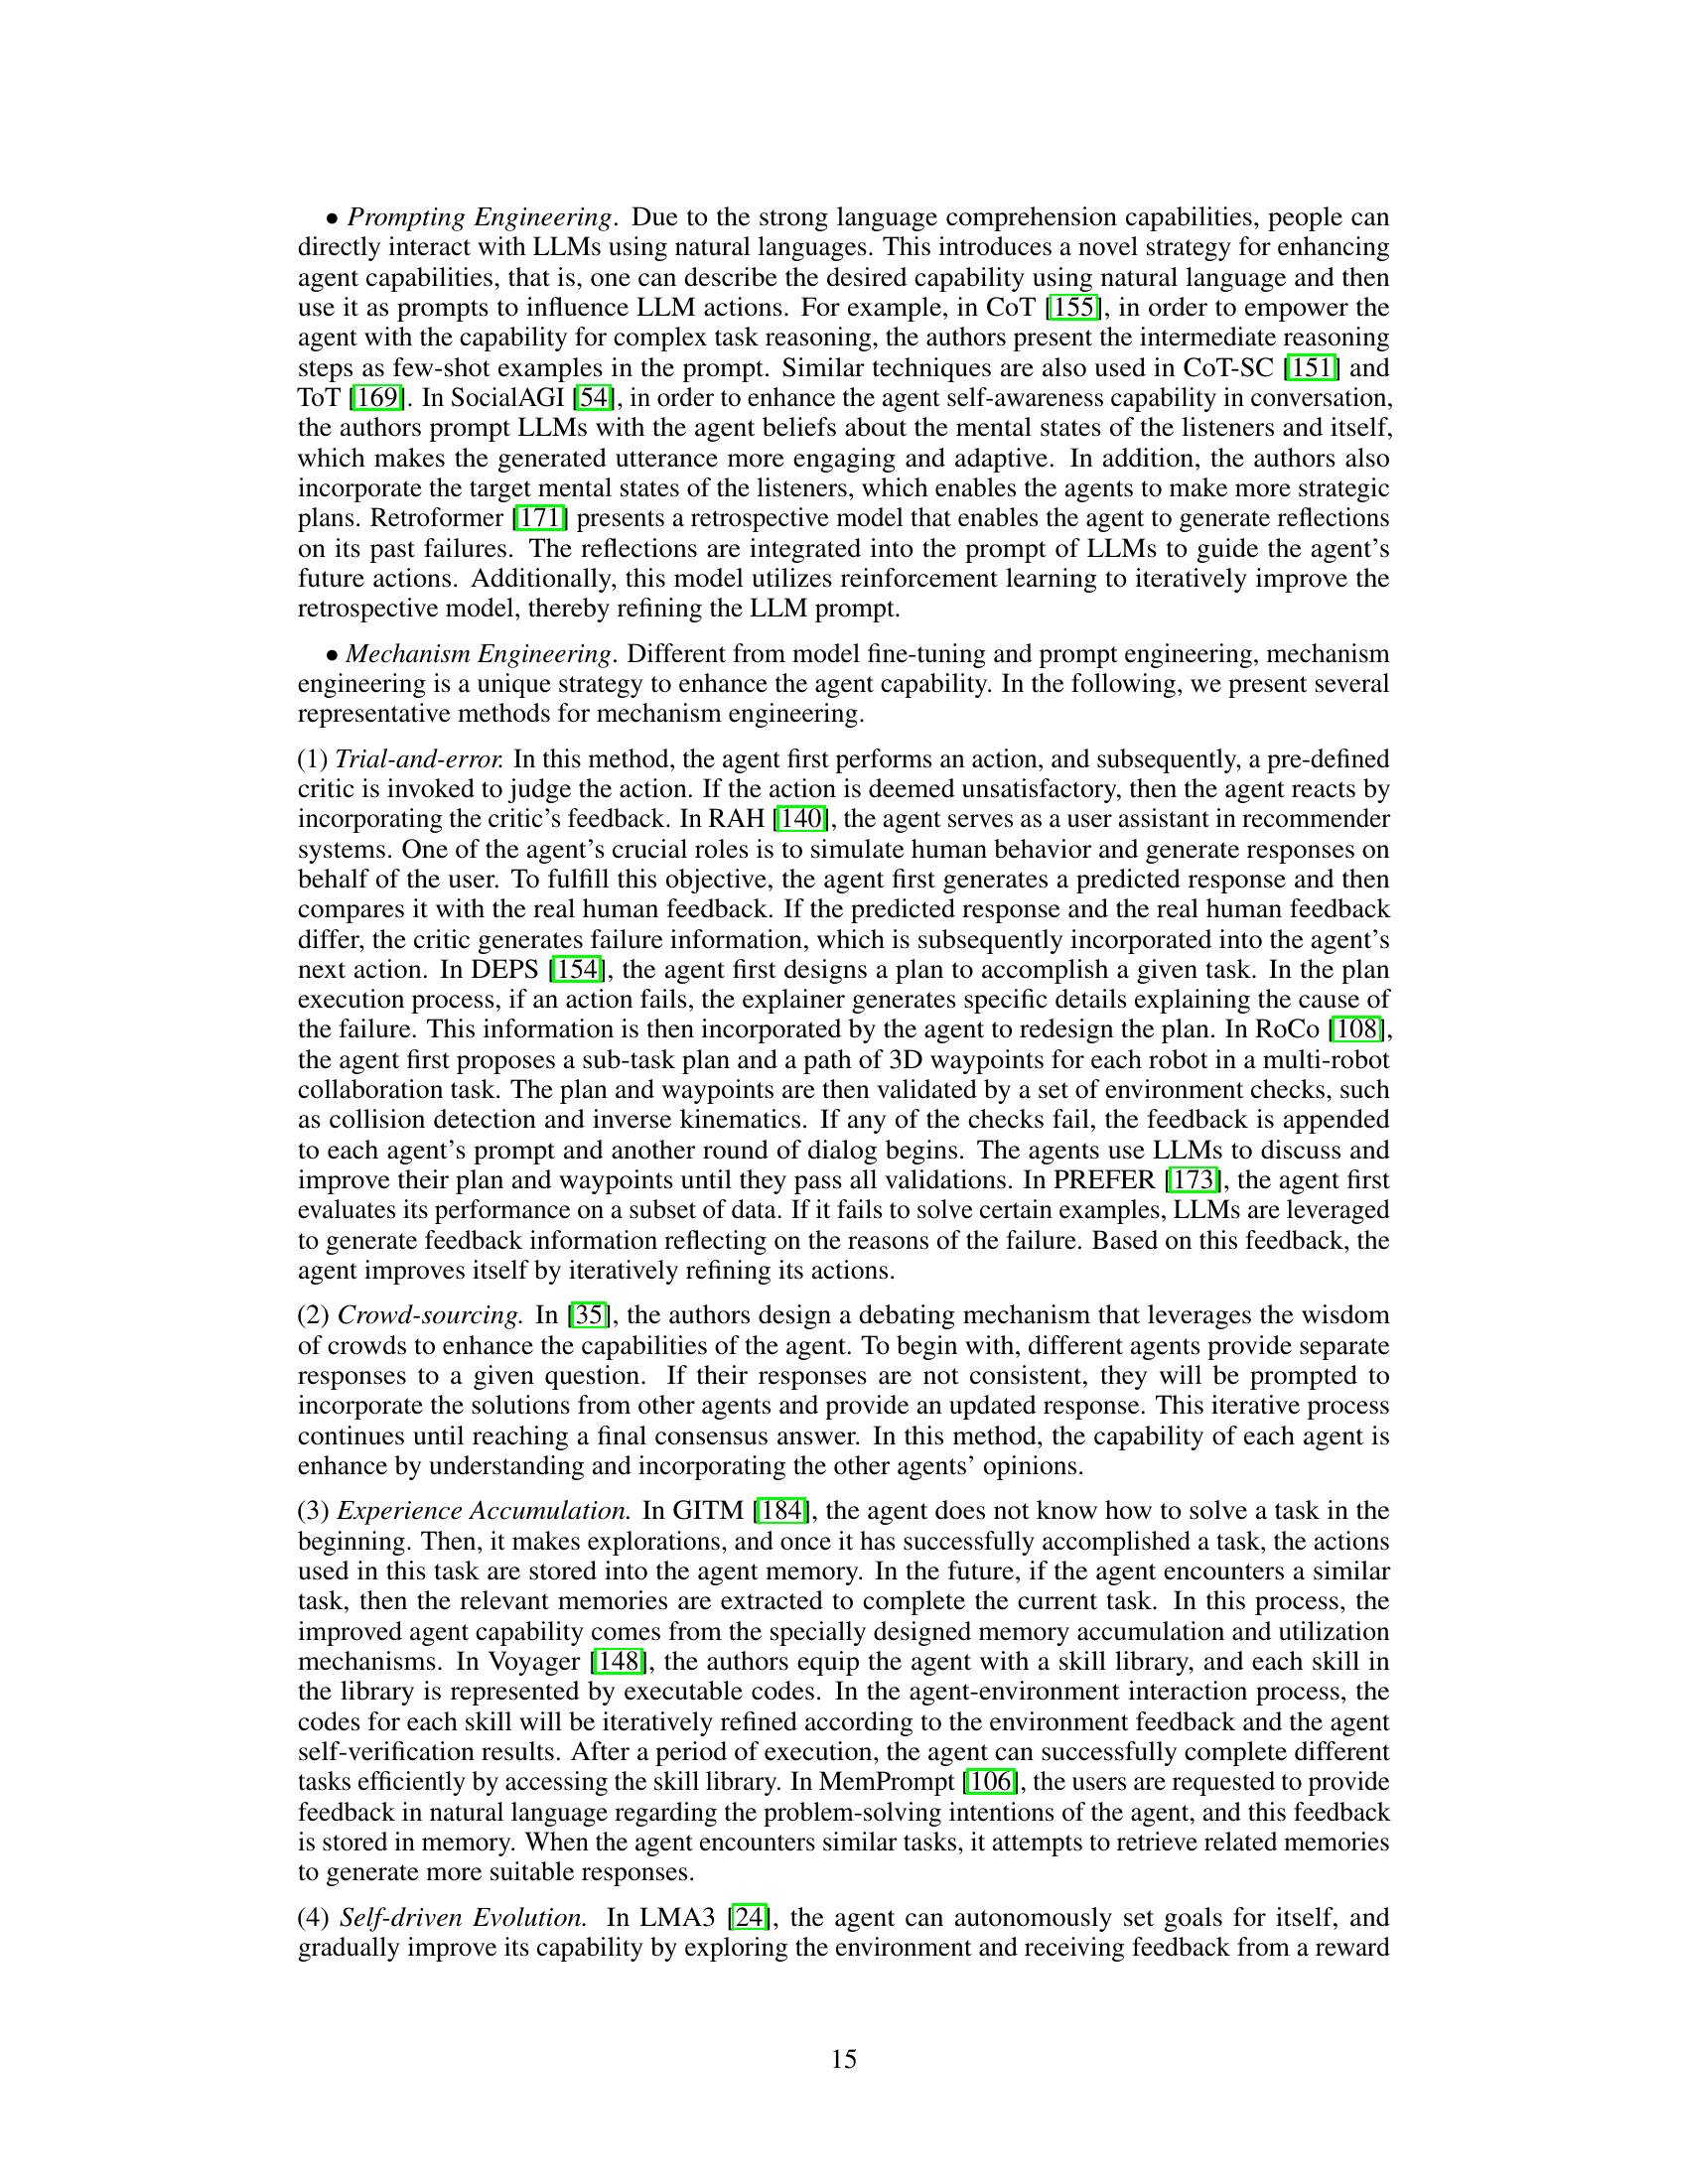 • Prompting Engineering. Due to the strong language comprehension capabilities, people can
directly interact with LLMs using natural languages. This introduces a novel strategy for enhancing
agent capabilities, that is, one can describe the desired capability using natural language and then
use it as prompts to influence LLM actions. For example, in CoT [155], in order to empower the
agent with the capability for complex task reasoning, the authors present the intermediate reasoning
steps as few-shot examples in the prompt. Similar techniques are also used in CoT-SC [151] and
ToT [169]. In SocialAGI [54], in order to enhance the agent self-awareness capability in conversation,
the authors prompt LLMs with the agent beliefs about the mental states of the listeners and itself,
which makes the generated utterance more engaging and adaptive. In addition, the authors also
incorporate the target mental states of the listeners, which enables the agents to make more strategic
plans. Retroformer [171] presents a retrospective model that enables the agent to generate reflections
on its past failures. The reflections are integrated into the prompt of LLMs to guide the agent's
future actions. Additionally, this model utilizes reinforcement learning to iteratively improve the
retrospective model, thereby refining the LLM prompt.
• Mechanism Engineering. Different from model fine-tuning and prompt engineering, mechanism
engineering is a unique strategy to enhance the agent capability. In the following, we present several
representative methods for mechanism engineering.
(1) Trial-and-error. In this method, the agent first performs an action, and subsequently, a pre-defined
critic is invoked to judge the action. If the action is deemed unsatisfactory, then the agent reacts by
incorporating the critic's feedback. In RAH [140], the agent serves as a user assistant in recommender
systems. One of the agent's crucial roles is to simulate human behavior and generate responses on
behalf of the user. To fulfill this objective, the agent first generates a predicted response and then
compares it with the real human feedback. If the predicted response and the real human feedback
differ, the critic generates failure information, which is subsequently incorporated into the agent's
next action. In DEPS [154], the agent first designs a plan to accomplish a given task. In the plan
execution process, if an action fails, the explainer generates specific details explaining the cause of
the failure. This information is then incorporated by the agent to redesign the plan. In RoCo [108],
the agent first proposes a sub-task plan and a path of 3D waypoints for each robot in a multi-robot
collaboration task. The plan and waypoints are then validated by a set of environment checks, such
as collision detection and inverse kinematics. If any of the checks fail, the feedback is appended
to each agent's prompt and another round of dialog begins. The agents use LLMs to discuss and
improve their plan and waypoints until they pass all validations. In PREFER [173], the agent first
evaluates its performance on a subset of data. If it fails to solve certain examples, LLMs are leveraged
to generate feedback information reflecting on the reasons of the failure. Based on this feedback, the
agent improves itself by iteratively refining its actions.
(2) Crowd-sourcing. In [35], the authors design a debating mechanism that leverages the wisdom
of crowds to enhance the capabilities of the agent. To begin with, different agents provide separate
responses to a given question. If their responses are not consistent, they will be prompted to
incorporate the solutions from other agents and provide an updated response. This iterative process
continues until reaching a final consensus answer. In this method, the capability of each agent is
enhance by understanding and incorporating the other agents' opinions.
(3) Experience Accumulation. In GITM [184], the agent does not know how to solve a task in the
beginning. Then, it makes explorations, and once it has successfully accomplished a task, the actions
used in this task are stored into the agent memory. In the future, if the agent encounters a similar
task, then the relevant memories are extracted to complete the current task. In this process, the
improved agent capability comes from the specially designed memory accumulation and utilization
mechanisms. In Voyager [148], the authors equip the agent with a skill library, and each skill in
the library is represented by executable codes. In the agent-environment interaction process, the
codes for each skill will be iteratively refined according to the environment feedback and the agent
self-verification results. After a period of execution, the agent can successfully complete different
tasks efficiently by accessing the skill library. In MemPrompt [106], the users are requested to provide
feedback in natural language regarding the problem-solving intentions of the agent, and this feedback
is stored in memory. When the agent encounters similar tasks, it attempts to retrieve related memories
to generate more suitable responses.
(4) Self-driven Evolution. In LMA3 [24], the agent can autonomously set goals for itself, and
gradually improve its capability by exploring the environment and receiving feedback from a reward
15